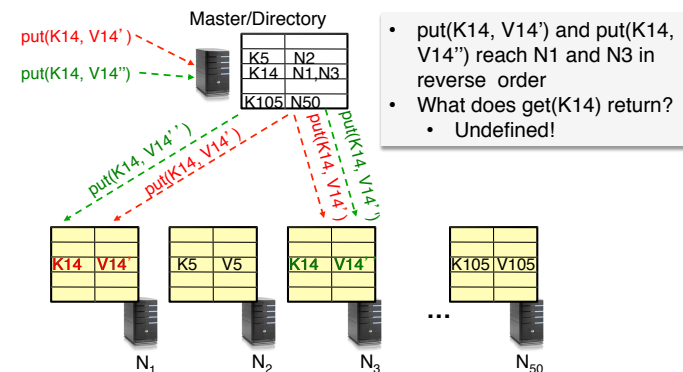 Master/Directory
put(K14, V14')
put(K14, V14'')
K5 N2
K14 N1,N3
K105 N50
• put(K14, V14') and put(K14,
V14'') reach N1 and N3 in
reverse order
• What does get(K14) return?
• Undefined!
put(K14, V14'')
put(K14, V14')
put(K14, V14')
put(K14, V14'')
K14 V14'
K5 V5
K14 V14''
K105 V105
...
N1
N2
N3
N50